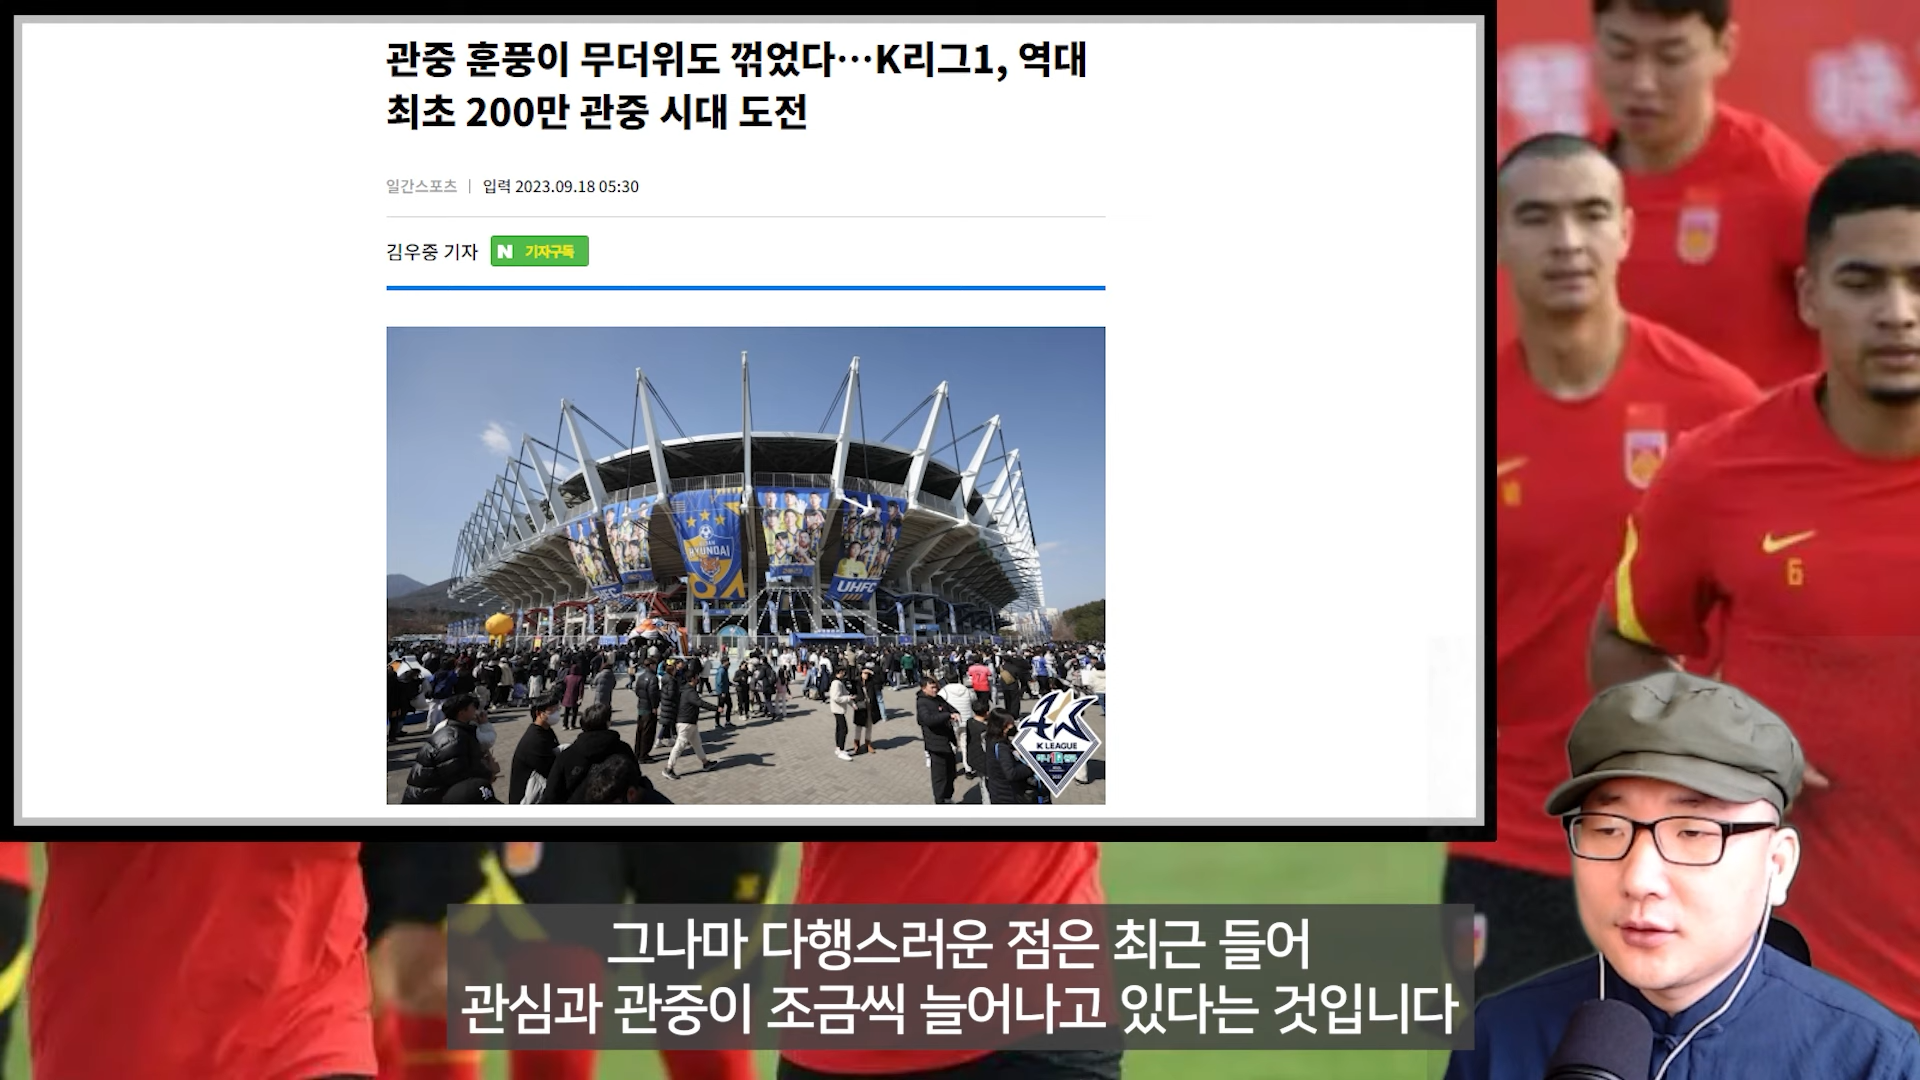 관중 훈풍이 무더위도 꺾었다…K리그1, 역대
최초 200만 관중 시대 도전
일간스포츠 | 입력 2023.09.18 05:30
김우중 기자
N 기자구독
HYUNDAI
UHFC
K LEAGUE
6
그나마 다행스러운 점은 최근 들어
관심과 관중이 조금씩 늘어나고 있다는 것입니다